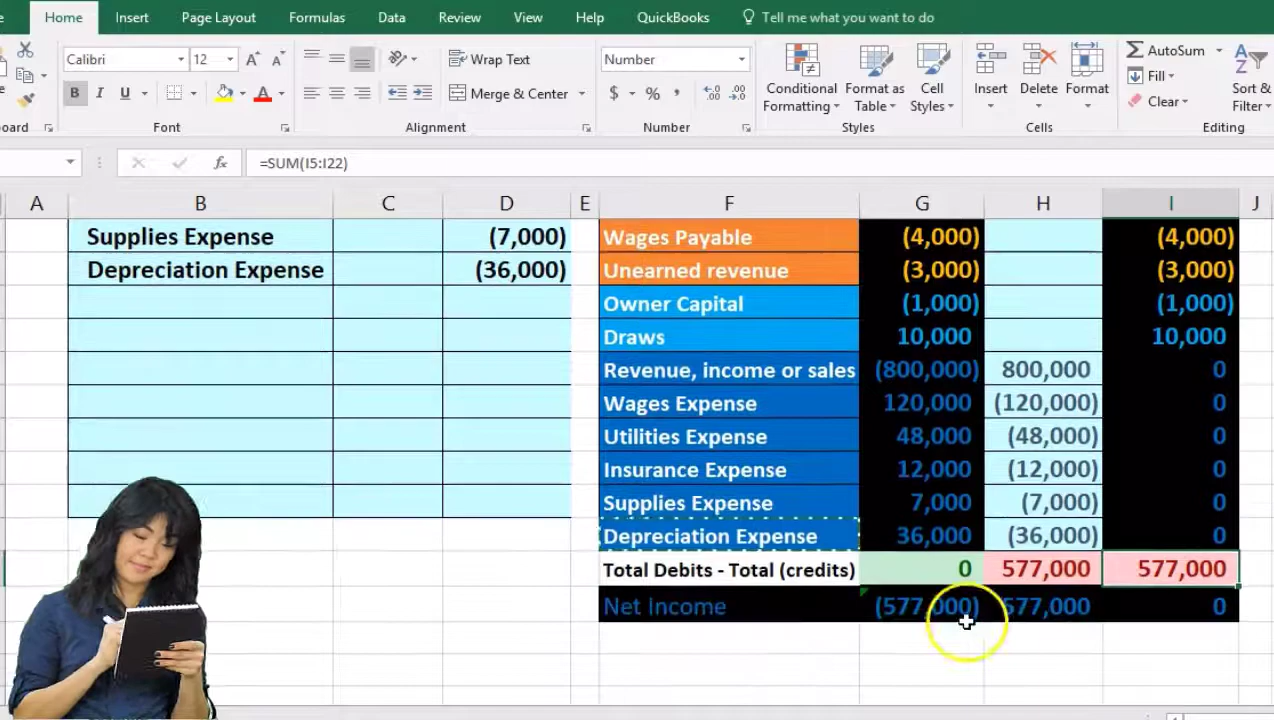 Home Insert Page Layout Formulas Data Review View Help QuickBooks Tell me what you want to do
Calibri 12 A A Wrap Text Number AutoSum
B I U A Merge & Center $ % , Conditional Formatting Format as Table Cell Styles Insert Delete Format Fill Clear Sort & Filter
Font Alignment Number Styles Cells Editing
fx =SUM(I5:I22)
A B C D E F G H I J
Supplies Expense (7,000) Wages Payable (4,000) (4,000)
Depreciation Expense (36,000) Unearned revenue (3,000) (3,000)
Owner Capital (1,000) (1,000)
Draws 10,000 10,000
Revenue, income or sales (800,000) 800,000 0
Wages Expense 120,000 (120,000) 0
Utilities Expense 48,000 (48,000) 0
Insurance Expense 12,000 (12,000) 0
Supplies Expense 7,000 (7,000) 0
Depreciation Expense 36,000 (36,000) 0
Total Debits - Total (credits) 0 577,000 577,000
Net Income (577,000) 577,000 0